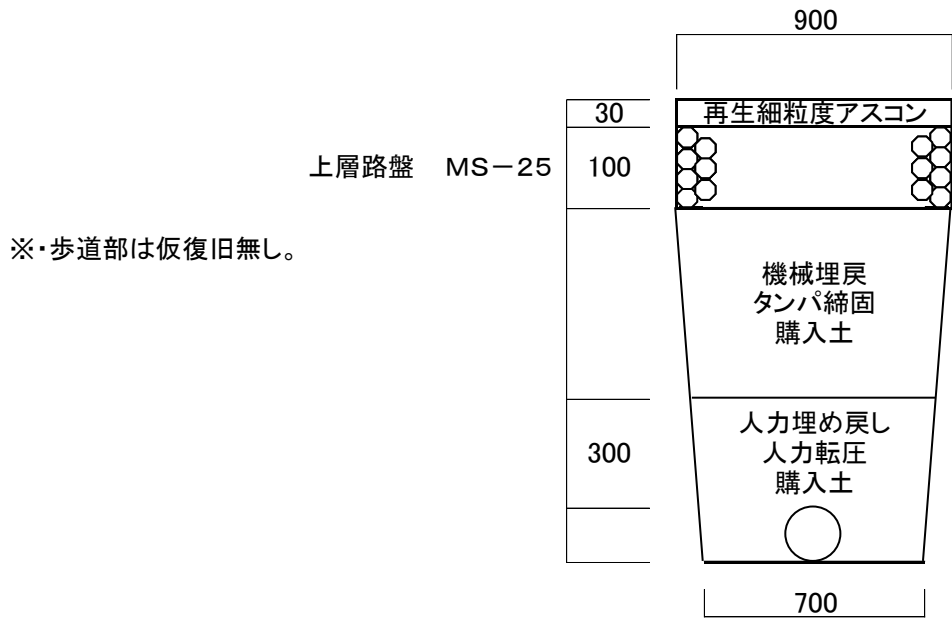 900
30
再生細粒度アスコン
上層路盤 MS－25
100
※・歩道部は仮復旧無し。
機械埋戻
タンパ締固
購入土
300
人力埋め戻し
人力転圧
購入土
700